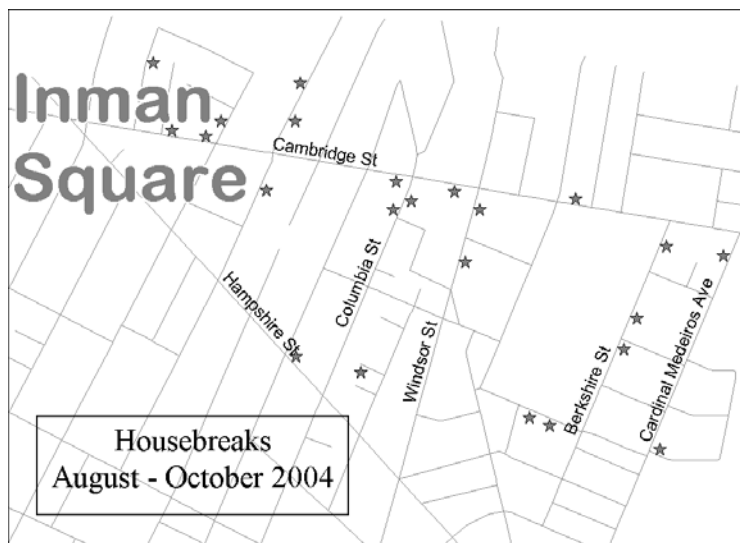 Inman
Square
Cambridge St
Hampshire St
Columbia St
Windsor St
Berkshire St
Cardinal Medeiros Ave
Housebreaks
August - October 2004